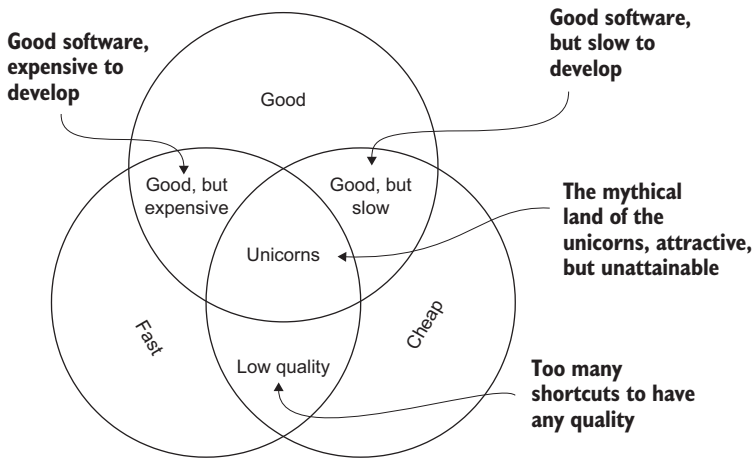 Good software,
expensive to
develop
Good software,
but slow to
develop
Good
Good, but
expensive
Good, but
slow
The mythical
land of the
unicorns, attractive,
but unattainable
Unicorns
Fast
Cheap
Low quality
Too many
shortcuts to have
any quality